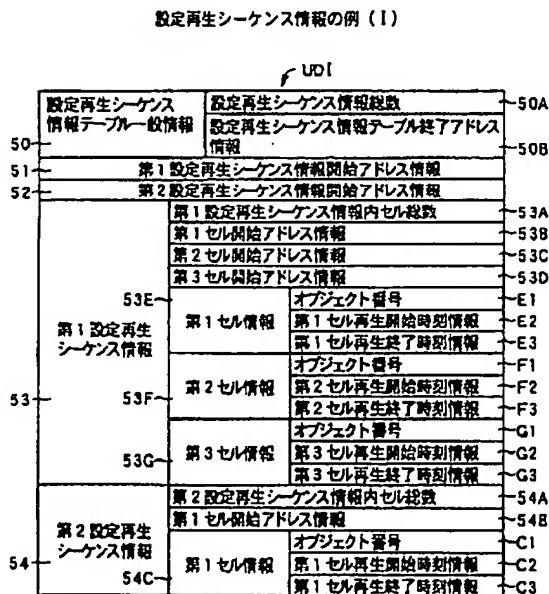 設定再生シーケンス情報の例 (I)
UDI
設定再生シーケンス
情報テーブル一般情報
50
設定再生シーケンス情報総数
50A
設定再生シーケンス情報テーブル終了アドレス
情報
50B
51
第1設定再生シーケンス情報開始アドレス情報
52
第2設定再生シーケンス情報開始アドレス情報
53
第1設定再生
シーケンス情報
第1設定再生シーケンス情報内セル総数
53A
第1セル開始アドレス情報
53B
第2セル開始アドレス情報
53C
第3セル開始アドレス情報
53D
53E
第1セル情報
オブジェクト番号
E1
第1セル再生開始時刻情報
E2
第1セル再生終了時刻情報
E3
53F
第2セル情報
オブジェクト番号
F1
第2セル再生開始時刻情報
F2
第2セル再生終了時刻情報
F3
53G
第3セル情報
オブジェクト番号
G1
第3セル再生開始時刻情報
G2
第3セル再生終了時刻情報
G3
54
第2設定再生
シーケンス情報
第2設定再生シーケンス情報内セル総数
54A
第1セル開始アドレス情報
54B
54C
第1セル情報
オブジェクト番号
C1
第1セル再生開始時刻情報
C2
第1セル再生終了時刻情報
C3